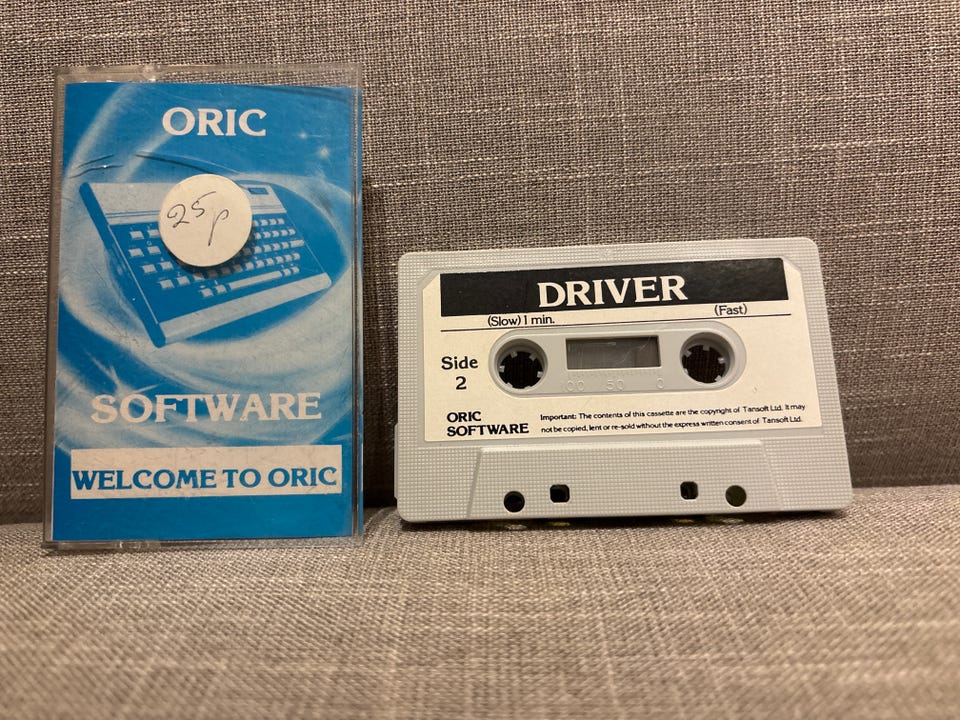 ORIC
25p
SOFTWARE
WELCOME TO ORIC
DRIVER
(Slow) 1 min. (Fast)
Side
2
100 50 0
ORIC
SOFTWARE
Important: The contents of this cassette are the copyright of Tansoft Ltd. It may
not be copied, lent or re-sold without the express written consent of Tansoft Ltd.